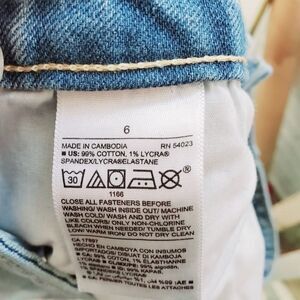 6
MADE IN CAMBODIA RN 54023
■ US: 99% COTTON, 1% LYCRA®
SPANDEX/LYCRA®ELASTANE
30
1166
CLOSE ALL FASTENERS BEFORE
WASHING/ WASH INSIDE OUT/ MACHINE
WASH COLD/ WASH AND DRY WITH
LIKE COLORS/ ONLY NON-CHLORINE
BLEACH WHEN NEEDED/ TUMBLE DRY
LOW/ WARM IRON/ DO NOT DRY CLEAN
CA 17897
HECHO EN CAMBOYA CON INSUMOS